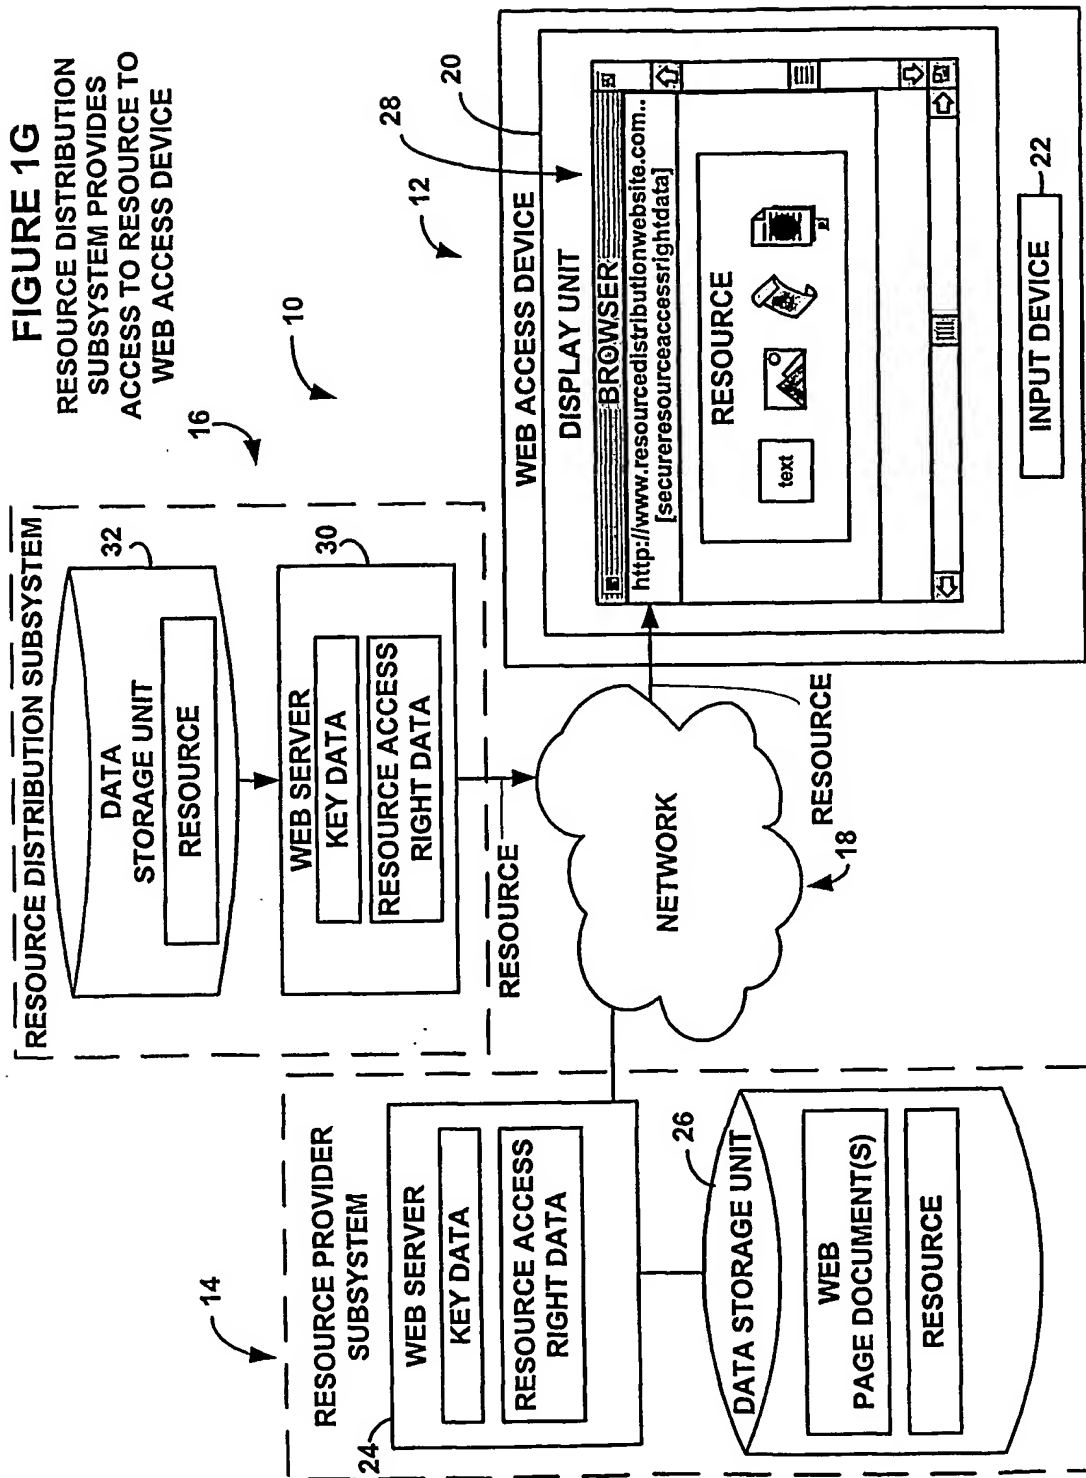 FIGURE 1G
RESOURCE DISTRIBUTION
SUBSYSTEM PROVIDES
ACCESS TO RESOURCE TO
WEB ACCESS DEVICE
10
16
RESOURCE DISTRIBUTION SUBSYSTEM
32
DATA
STORAGE UNIT
RESOURCE
30
WEB SERVER
KEY DATA
RESOURCE ACCESS
RIGHT DATA
RESOURCE
14
RESOURCE PROVIDER
SUBSYSTEM
24
WEB SERVER
KEY DATA
RESOURCE ACCESS
RIGHT DATA
26
DATA STORAGE UNIT
WEB
PAGE DOCUMENT(S)
RESOURCE
NETWORK
18
RESOURCE
12
28
20
WEB ACCESS DEVICE
DISPLAY UNIT
BROWSER
http://www.resourcedistributionwebsite.com..
[secureresourceaccessrightdata]
RESOURCE
text
INPUT DEVICE
22